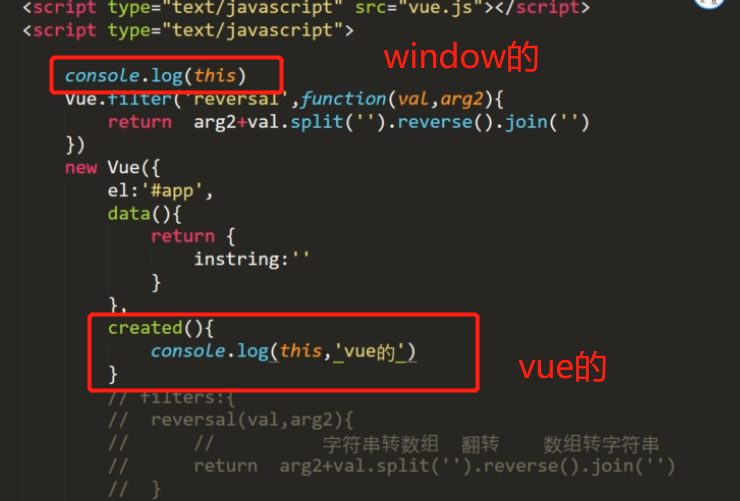 <script type="text/javascript" src="vue.js"></script>
<script type="text/javascript">
window的
console.log(this)
Vue.filter('reversal',function(val,arg2){
return arg2+val.split('').reverse().join('')
})
new Vue({
el:'#app',
data(){
return {
instring:''
}
},
created(){
console.log(this,'vue的')
}
vue的
// filters:{
// reversal(val,arg2){
// // 字符串转数组 翻转 数组转字符串
// return arg2+val.split('').reverse().join('')
// }